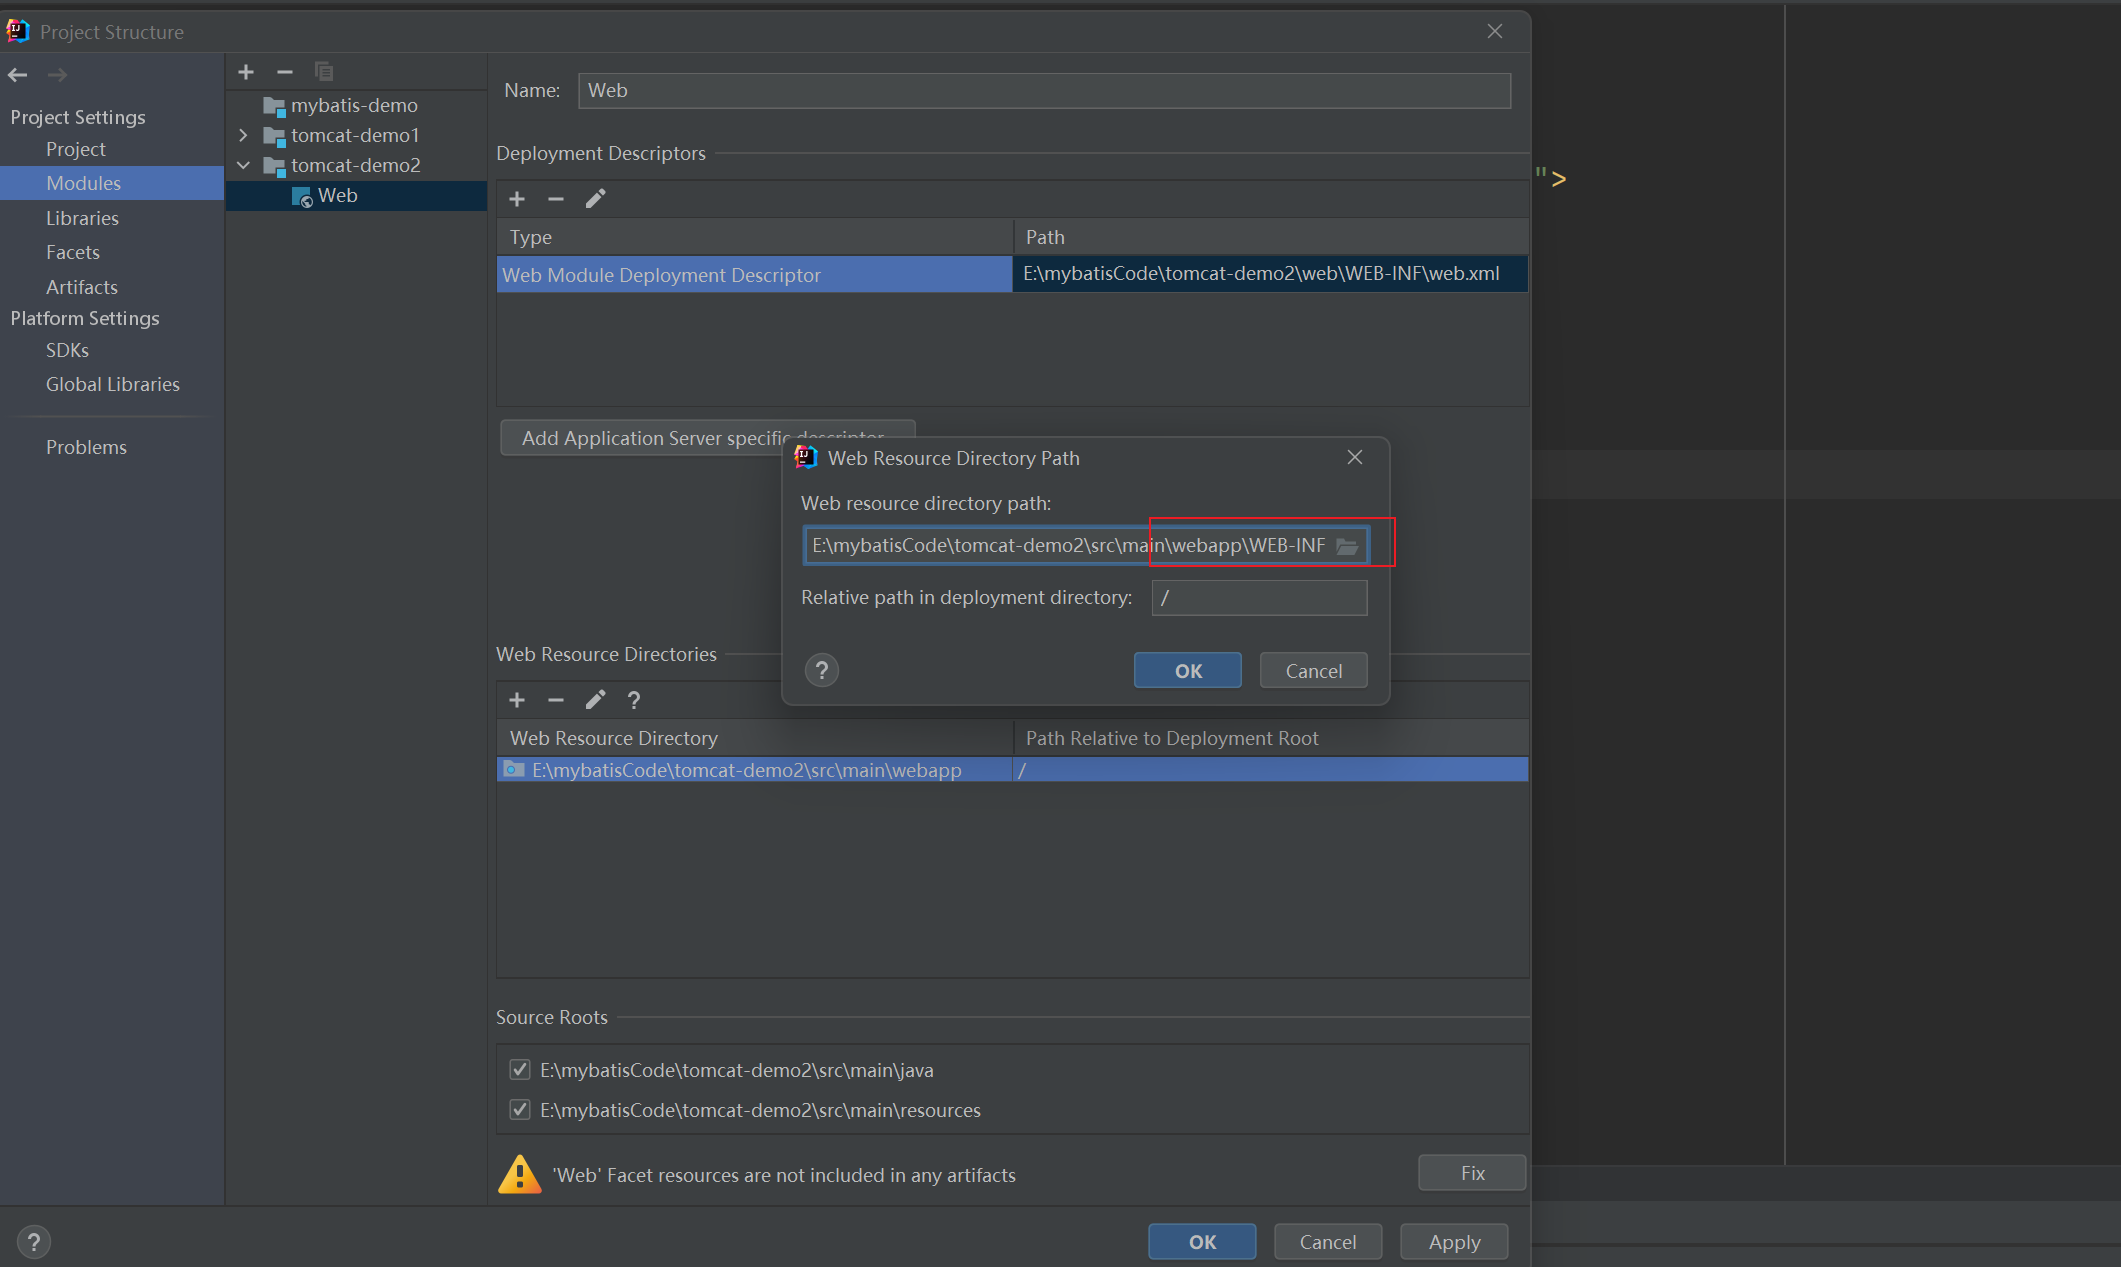 Project Structure
Project Settings
Project
Modules
Libraries
Facets
Artifacts
Platform Settings
SDKs
Global Libraries
Problems
mybatis-demo
tomcat-demo1
tomcat-demo2
Web
Name: Web
Deployment Descriptors
Type Path
Web Module Deployment Descriptor E:\mybatisCode\tomcat-demo2\web\WEB-INF\web.xml
">
Add Application Server specific descriptor...
Web Resource Directory Path
Web resource directory path:
E:\mybatisCode\tomcat-demo2\src\main\webapp\WEB-INF
Relative path in deployment directory: /
? OK Cancel
Web Resource Directories
?
Web Resource Directory Path Relative to Deployment Root
E:\mybatisCode\tomcat-demo2\src\main\webapp /
Source Roots
E:\mybatisCode\tomcat-demo2\src\main\java
E:\mybatisCode\tomcat-demo2\src\main\resources
'Web' Facet resources are not included in any artifacts Fix
? OK Cancel Apply